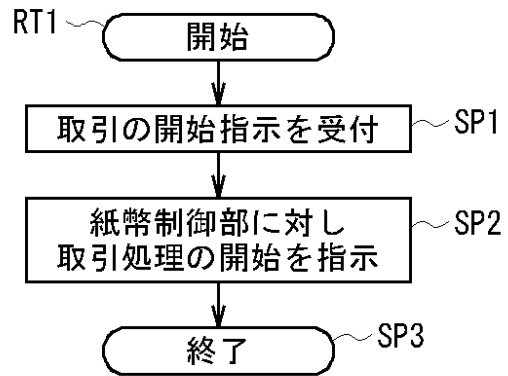 RT1
開始
取引の開始指示を受付
SP1
紙幣制御部に対し
取引処理の開始を指示
SP2
終了
SP3